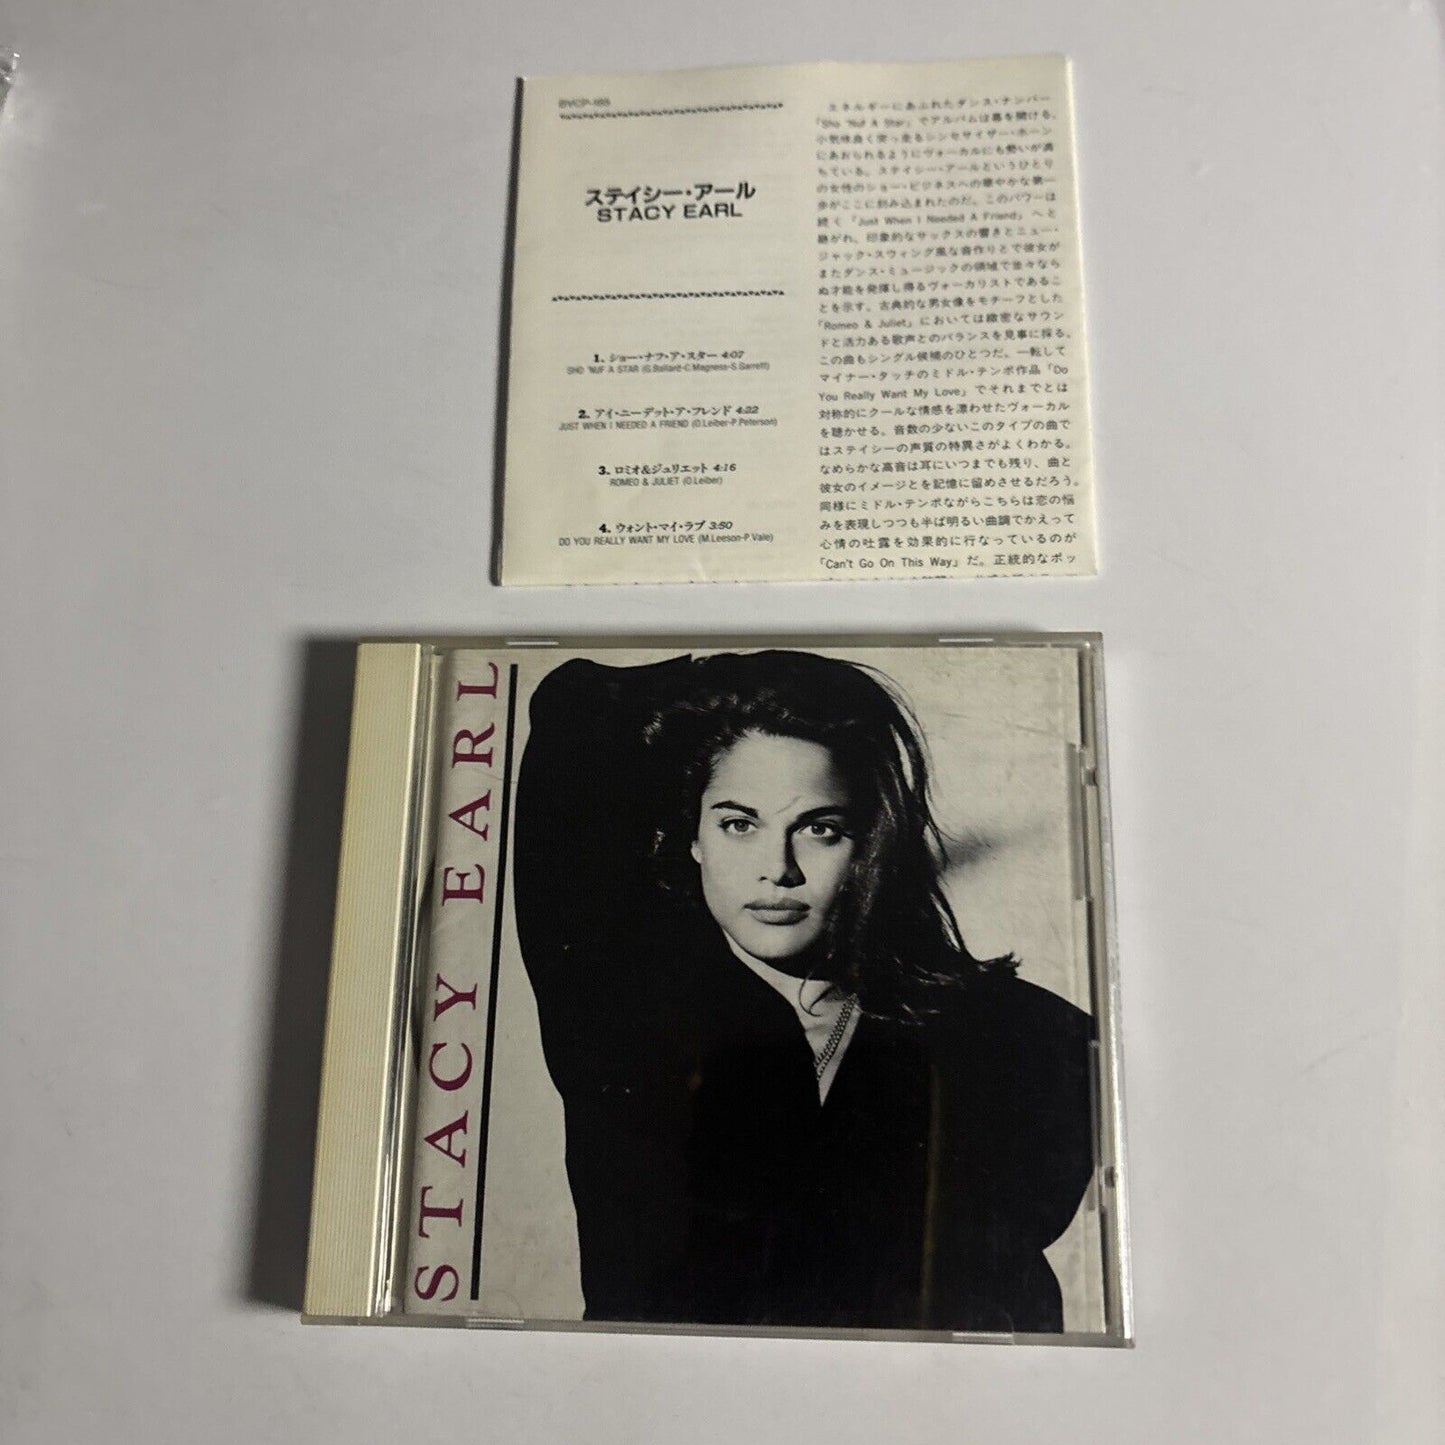 BVCP-165
ステイシー・アール
STACY EARL
1. ショー・ナフ・ア・スター 4:07
SHO 'NUF A STAR (G.Ballard-C.Magness-S.Garrett)
2. アイ・ニーデット・ア・フレンド 4:22
JUST WHEN I NEEDED A FRIEND (O.Leiber-P.Peterson)
3. ロミオ&ジュリエット 4:16
ROMEO & JULIET (O.Leiber)
4. ウォント・マイ・ラブ 3:50
DO YOU REALLY WANT MY LOVE (M.Leeson-P.Vale)
エネルギーにあふれたダンス・ナンバー
「Sho 'Nuf A Star」でアルバムは幕を開ける。
小気味良く突っ走るシンセサイザー・ホーン
にあおられるようにヴォーカルにも勢いが満
ちている。ステイシー・アールというひとり
の女性のショー・ビジネスへの華やかな第一
歩がここに刻み込まれたのだ。このパワーは
続く「Just When I Needed A Friend」へと
継がれ、印象的なサックスの響きとニュー・
ジャック・スウィング風な音作りとで彼女が
またダンス・ミュージックの領域で並々なら
ぬ才能を発揮し得るヴォーカリストであるこ
とを示す。古典的な男女像をモチーフとした
「Romeo & Juliet」においては緻密なサウン
ドと活力ある歌声とのバランスを見事に採る。
この曲もシングル候補のひとつだ。一転して
マイナー・タッチのミドル・テンポ作品「Do
You Really Want My Love」でそれまでとは
対称的にクールな情感を漂わせたヴォーカル
を聴かせる。音数の少ないこのタイプの曲で
はステイシーの声質の特異さがよくわかる。
なめらかな高音は耳にいつまでも残り、曲と
彼女のイメージとを記憶に留めさせるだろう。
同様にミドル・テンポながらこちらは恋の悩
みを表現しつつも半ば明るい曲調でかえって
心情の吐露を効果的に行なっているのが
「Can't Go On This Way」だ。正統的なポッ
STACY EARL